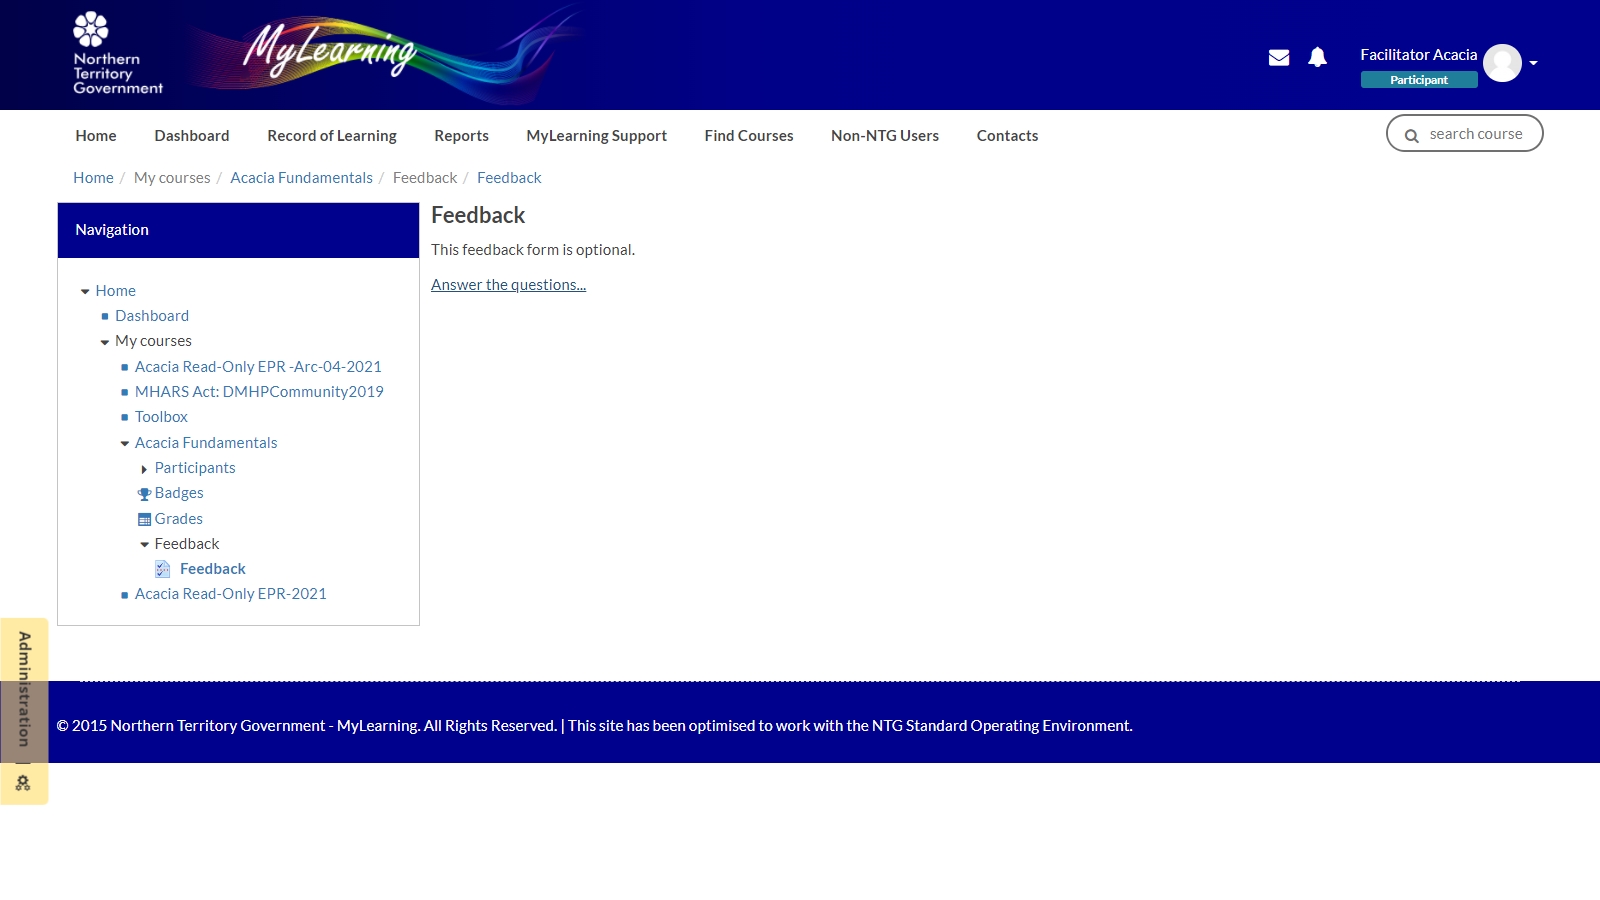 Northern
Territory
Government
MyLearning
Facilitator Acacia
Participant
Home Dashboard Record of Learning Reports MyLearning Support Find Courses Non-NTG Users Contacts
search course
Home / My courses / Acacia Fundamentals / Feedback / Feedback
Navigation
Home
Dashboard
My courses
Acacia Read-Only EPR -Arc-04-2021
MHARS Act: DMHPCommunity2019
Toolbox
Acacia Fundamentals
Participants
Badges
Grades
Feedback
Feedback
Acacia Read-Only EPR-2021
Feedback
This feedback form is optional.
Answer the questions...
Administration
© 2015 Northern Territory Government - MyLearning. All Rights Reserved. | This site has been optimised to work with the NTG Standard Operating Environment.